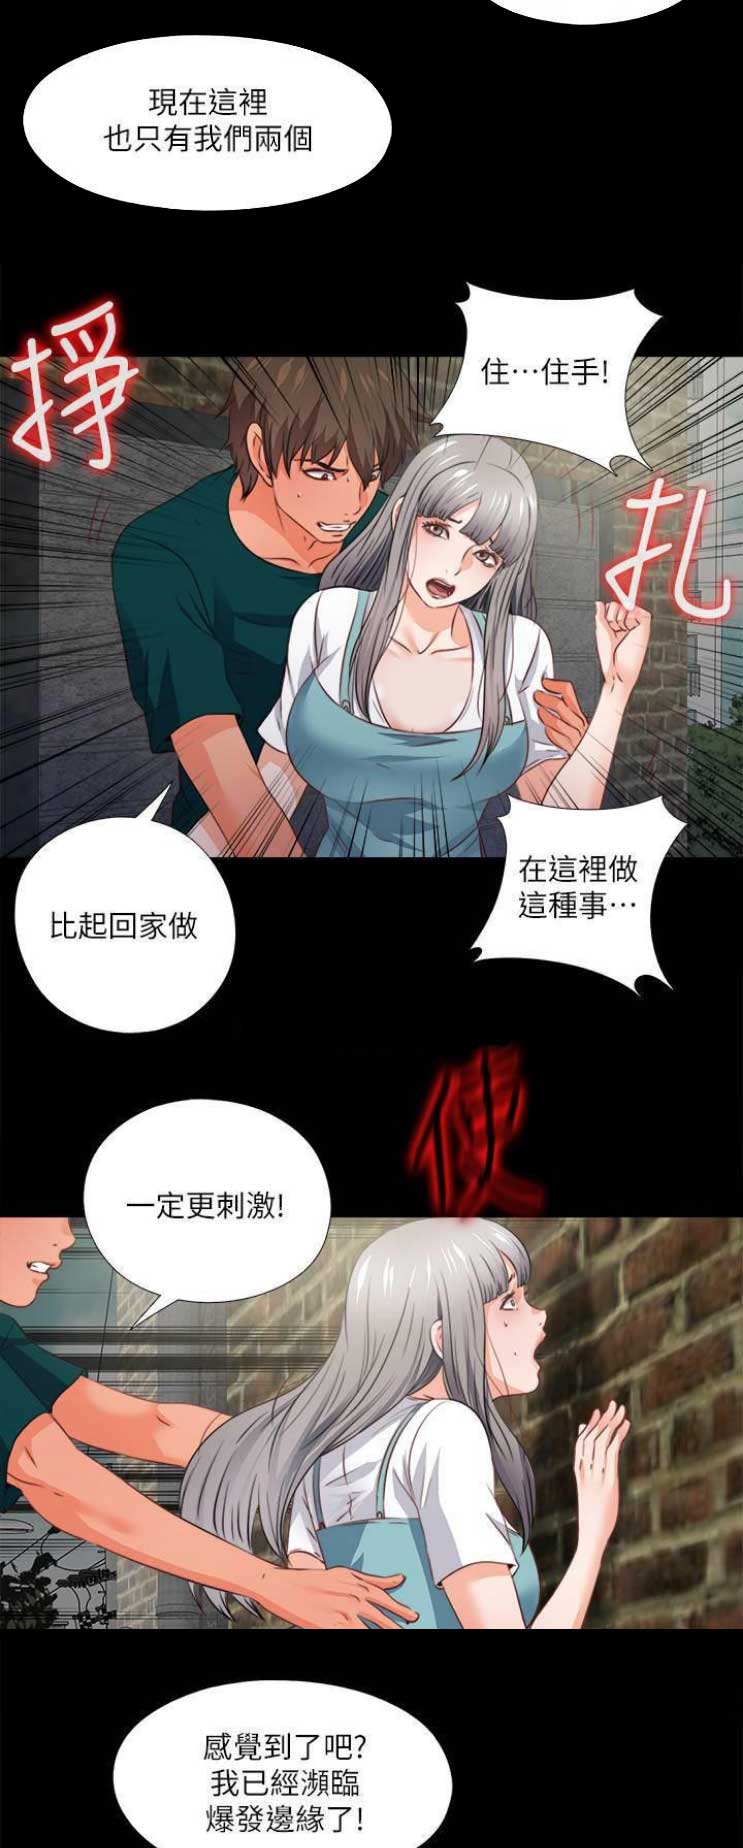 現在這裡
也只有我們兩個
掙
住…住手!
扎
在這裡做
這種事…
比起回家做
使
一定更刺激!
感覺到了吧?
我已經瀕臨
爆發邊緣了!